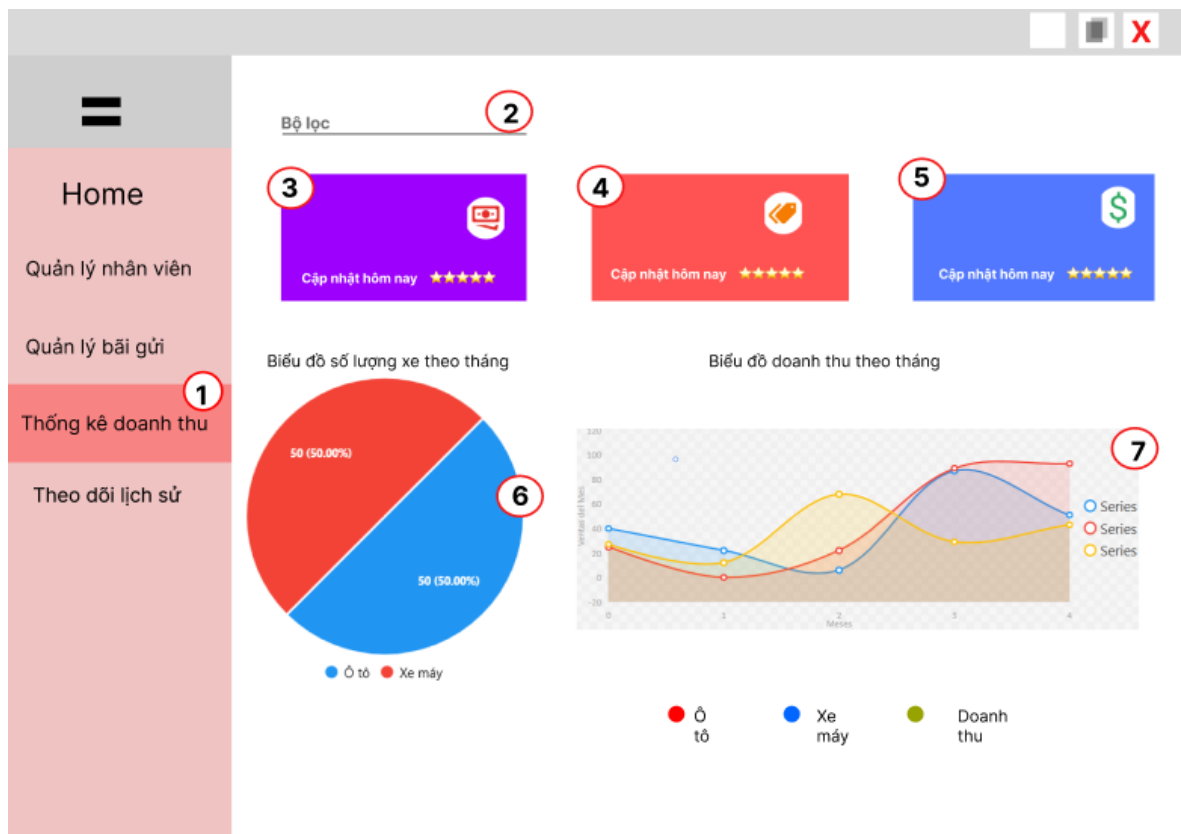 X
Bộ lọc
2
Home
Quản lý nhân viên
Quản lý bãi gửi
1
Thống kê doanh thu
Theo dõi lịch sử
3
Cập nhật hôm nay
4
Cập nhật hôm nay
5
Cập nhật hôm nay
Biểu đồ số lượng xe theo tháng
50 (50.00%)
50 (50.00%)
6
Ô tô
Xe máy
Biểu đồ doanh thu theo tháng
7
120
100
80
60
40
20
0
-20
Ventas del Mes
0
1
2
3
4
Meses
Series
Series
Series
Ô
tô
Xe
máy
Doanh
thu